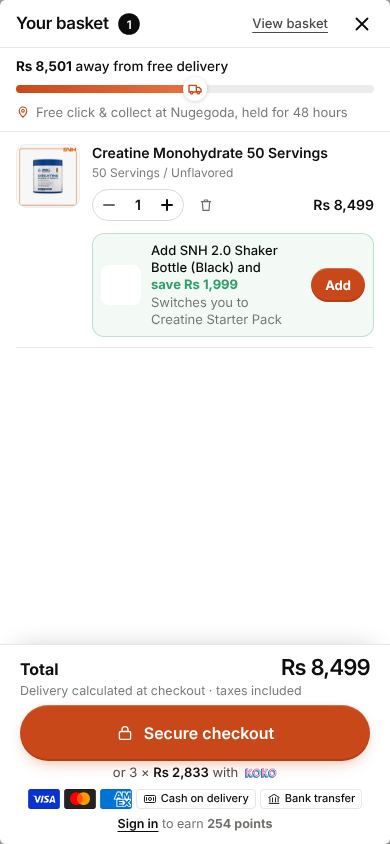 Your basket 1 View basket
Rs 8,501 away from free delivery
Free click & collect at Nugegoda, held for 48 hours
SNH
Creatine Monohydrate 50 Servings
50 Servings / Unflavored
CREATINE
1 Rs 8,499
Add SNH 2.0 Shaker
Bottle (Black) and
save Rs 1,999
Switches you to
Creatine Starter Pack
Add
Total Rs 8,499
Delivery calculated at checkout · taxes included
Secure checkout
or 3 × Rs 2,833 with KOKO
VISA AMEX Cash on delivery Bank transfer
Sign in to earn 254 points